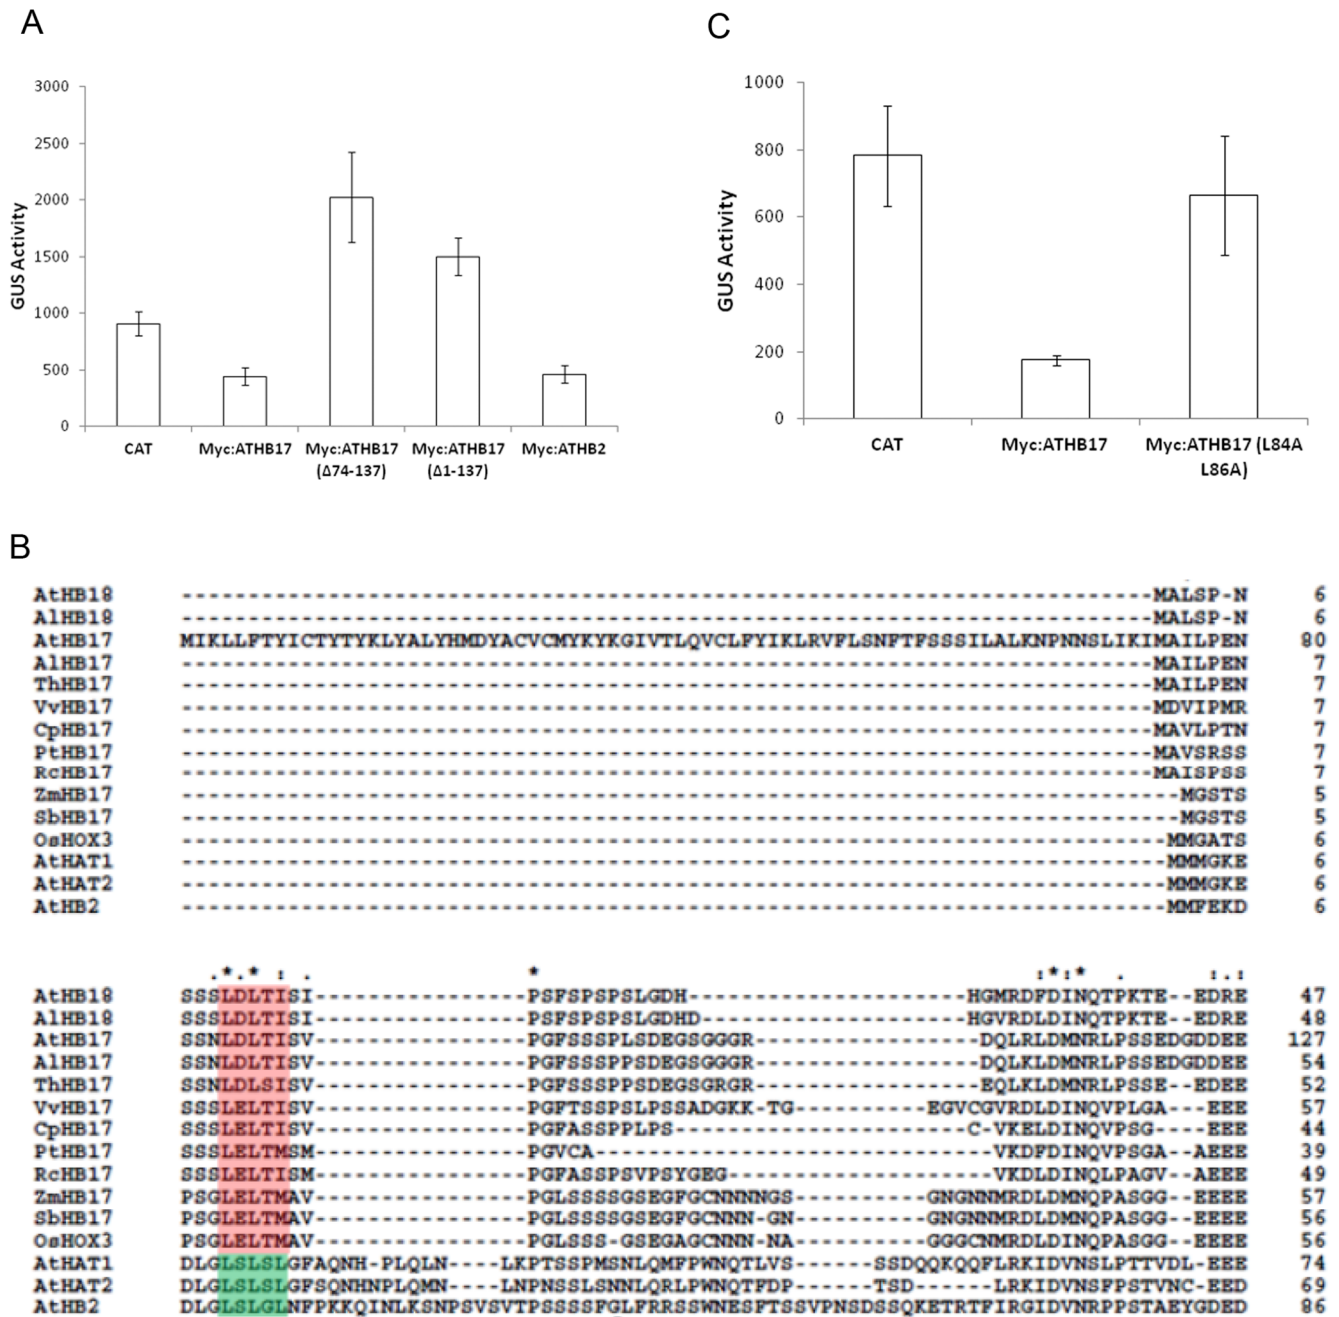 A
3000
2500
2000
1500
1000
500
0
GUS Activity
CAT
Myc:ATHB17
Myc:ATHB17
(Δ74-137)
Myc:ATHB17
(Δ1-137)
Myc:ATHB2
C
1000
800
600
400
200
0
GUS Activity
CAT
Myc:ATHB17
Myc:ATHB17 (L84A
L86A)
B
AtHB18 -------------------------------------------------------------------------MALSP-N 6
AlHB18 -------------------------------------------------------------------------MALSP-N 6
AtHB17 MIKLLFTYICTYTYKLYALYHMDYACVCMYKYKGIVTLQVCLFYIKLRVFLSNFTFSSSILALKNPNNSLIKIMAILPEN 80
AlHB17 -------------------------------------------------------------------------MAILPEN 7
ThHB17 -------------------------------------------------------------------------MAILPEN 7
VvHB17 -------------------------------------------------------------------------MDVIPMR 7
CpHB17 -------------------------------------------------------------------------MAVLPTN 7
PtHB17 -------------------------------------------------------------------------MAVSRSS 7
RcHB17 -------------------------------------------------------------------------MAISPSS 7
ZmHB17 ---------------------------------------------------------------------------MGSTS 5
SbHB17 ---------------------------------------------------------------------------MGSTS 5
OsHOX3 --------------------------------------------------------------------------MMGATS 6
AtHAT1 --------------------------------------------------------------------------MMMGKE 6
AtHAT2 --------------------------------------------------------------------------MMMGKE 6
AtHB2 --------------------------------------------------------------------------MMFEKD 6
.*.* : . * :*:* . :.:
AtHB18 SSSLDLTISI----------------PSFSPSPSLGDH---------------------HGMRDFDINQTPKTE--EDRE 47
AlHB18 SSSLDLTISI----------------PSFSPSPSLGDHD--------------------HGVRDLDINQTPKTE--EDRE 48
AtHB17 SSNLDLTISV----------------PGFSSSPLSDEGSGGGR-----------------DQLRLDMNRLPSSEDGDDEE 127
AlHB17 SSNLDLTISV----------------PGFSSSPPSDEGSGGGR-----------------DQLKLDMNRLPSSEDGDDEE 54
ThHB17 SSNLDLSISV----------------PGFSSSPPSDEGSGRGR-----------------EQLKLDMNRLPSSE--EDEE 52
VvHB17 SSSLELTISV----------------PGFTSSPSLPSSADGKK-TG----------EGVCGVRDLDINQVPLGA---EEE 57
CpHB17 SSSLELTISV----------------PGFASSPPLPS----------------------C-VKELDINQVPSG----EEE 44
PtHB17 SSSLELTMSM----------------PGVCA------------------------------VKDFDINQVPSGA--AEEE 39
RcHB17 SSSLELTISM----------------PGFASSPSVPSYGEG--------------------VKDLDINQLPAGV--AEEE 49
ZmHB17 PSGLELTMAV----------------PGLSSSSGSEGFGCNNNNGS----------GNGNNMRDLDMNQPASGG--EEEE 57
SbHB17 PSGLELTMAV----------------PGLSSSSGSEGFGCNNN-GN----------GNGNNMRDLDMNQPASGG--EEEE 56
OsHOX3 PSGLELTMAV----------------PGLSSS-GSEGAGCNNN-NA----------GGGCNMRDLDMNQPASGG--EEEE 56
AtHAT1 DLGLSLSLGFAQNH-PLQLN----LKPTSSPMSNLQMFPWNQTLVS------SSDQQKQQFLRKIDVNSLPTTVDL-EEE 74
AtHAT2 DLGLSLSLGFSQNHNPLQMN----LNPNSSLSNNLQRLPWNQTFDP------TSD------LRKIDVNSFPSTVNC-EED 69
AtHB2 DLGLSLGLNFPKKQINLKSNPSVSVTPSSSSFGLFRRSSWNESFTSSVPNSDSSQKETRTFIRGIDVNRPPSTAEYGDED 86